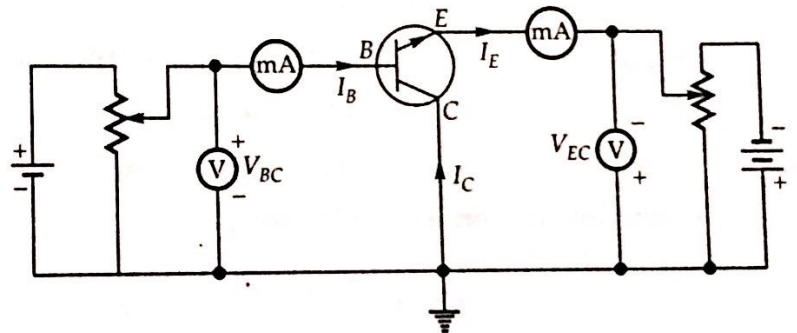 E
B
mA
I_B
I_E
mA
C
+
-
+
V
V_BC
-
I_C
-
V_EC
V
+
-
+